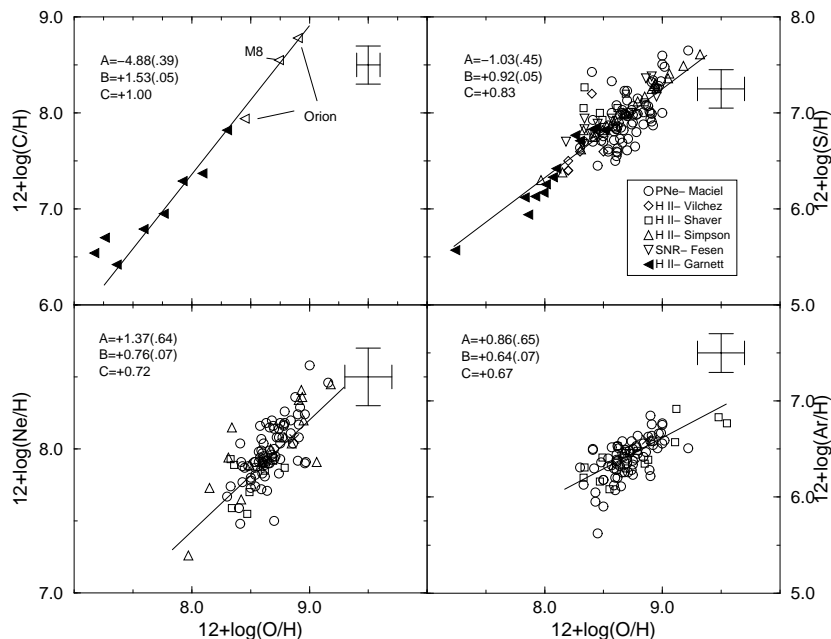 9.0
8.0
7.0
6.0
12+log(C/H)
A=−4.88(.39)
B=+1.53(.05)
C=+1.00
M8
Orion
8.0
7.0
6.0
5.0
12+log(S/H)
A=−1.03(.45)
B=+0.92(.05)
C=+0.83
PNe− Maciel
H II− Vilchez
H II− Shaver
H II− Simpson
SNR− Fesen
H II− Garnett
9.0
8.0
7.0
12+log(Ne/H)
A=+1.37(.64)
B=+0.76(.07)
C=+0.72
8.0
9.0
12+log(O/H)
7.0
6.0
5.0
12+log(Ar/H)
A=+0.86(.65)
B=+0.64(.07)
C=+0.67
8.0
9.0
12+log(O/H)